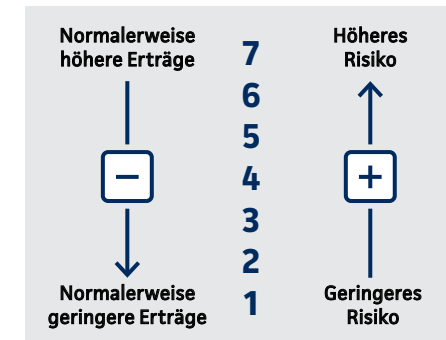 Normalerweise
höhere Erträge
−
Normalerweise
geringere Erträge
7
6
5
4
3
2
1
Höheres
Risiko
+
Geringeres
Risiko